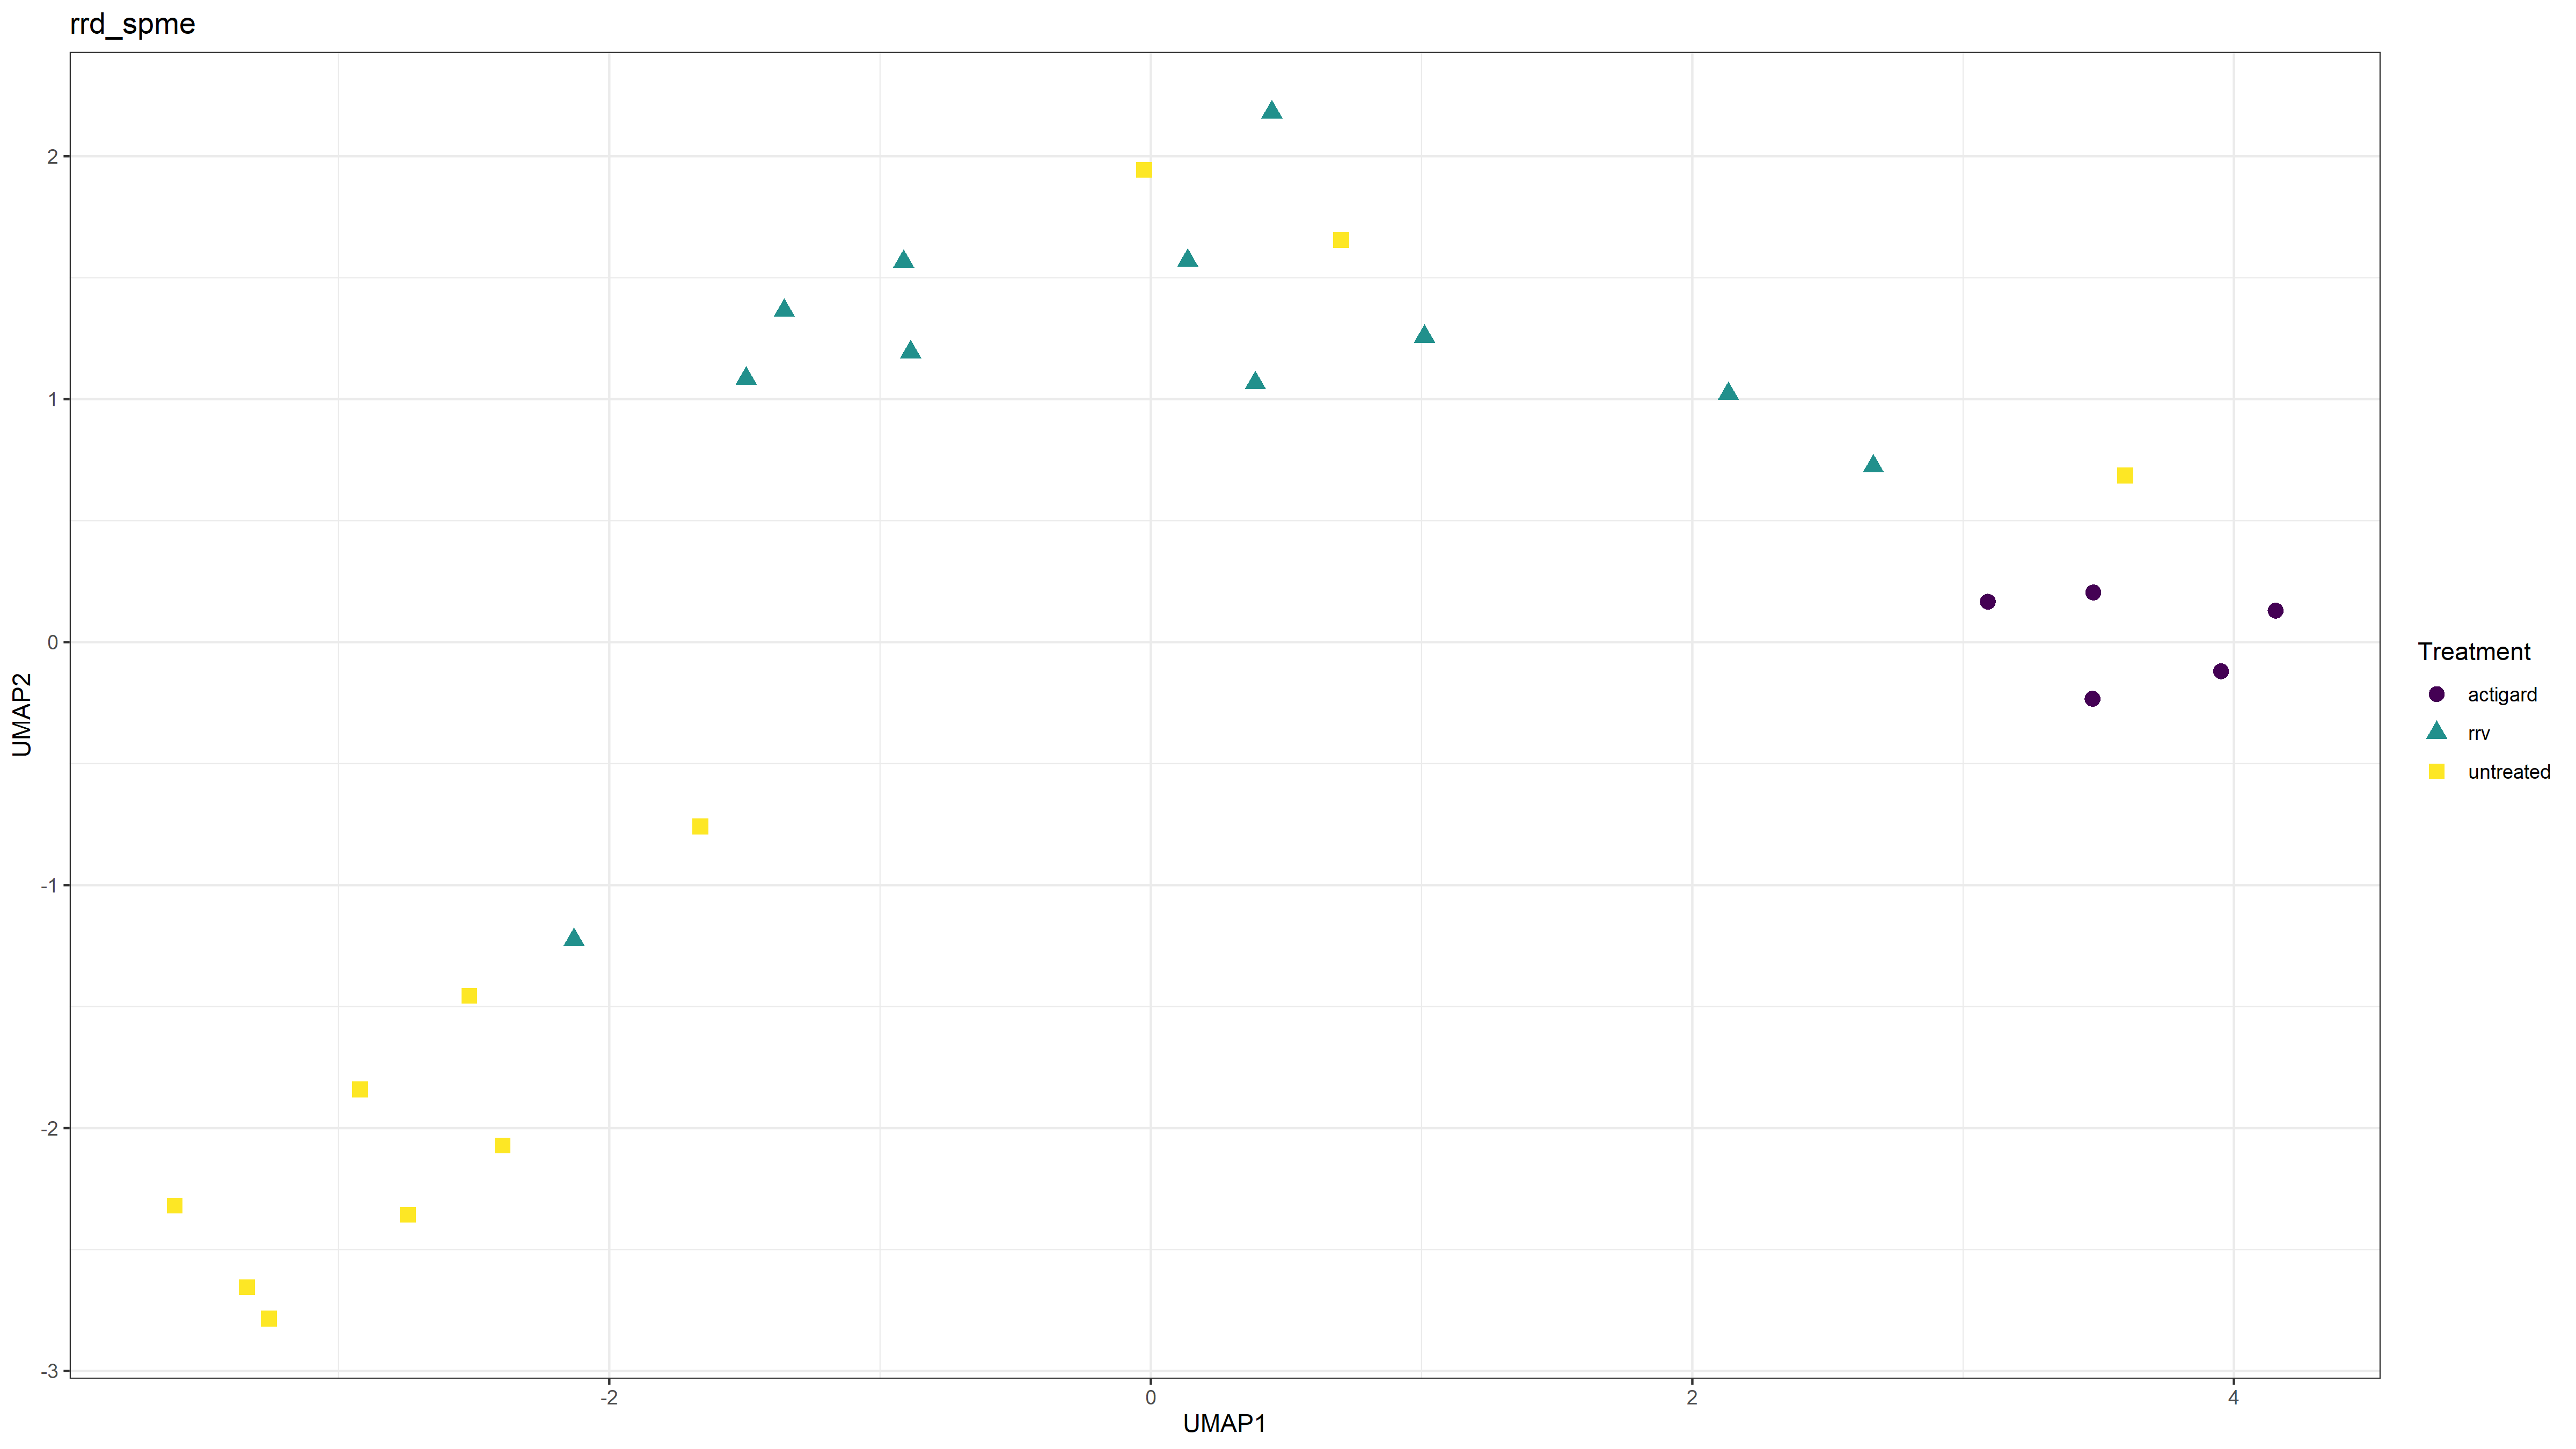 rrd_spme
2
1
0
-1
-2
-3
UMAP2
-2
0
2
4
UMAP1
Treatment
actigard
rrv
untreated